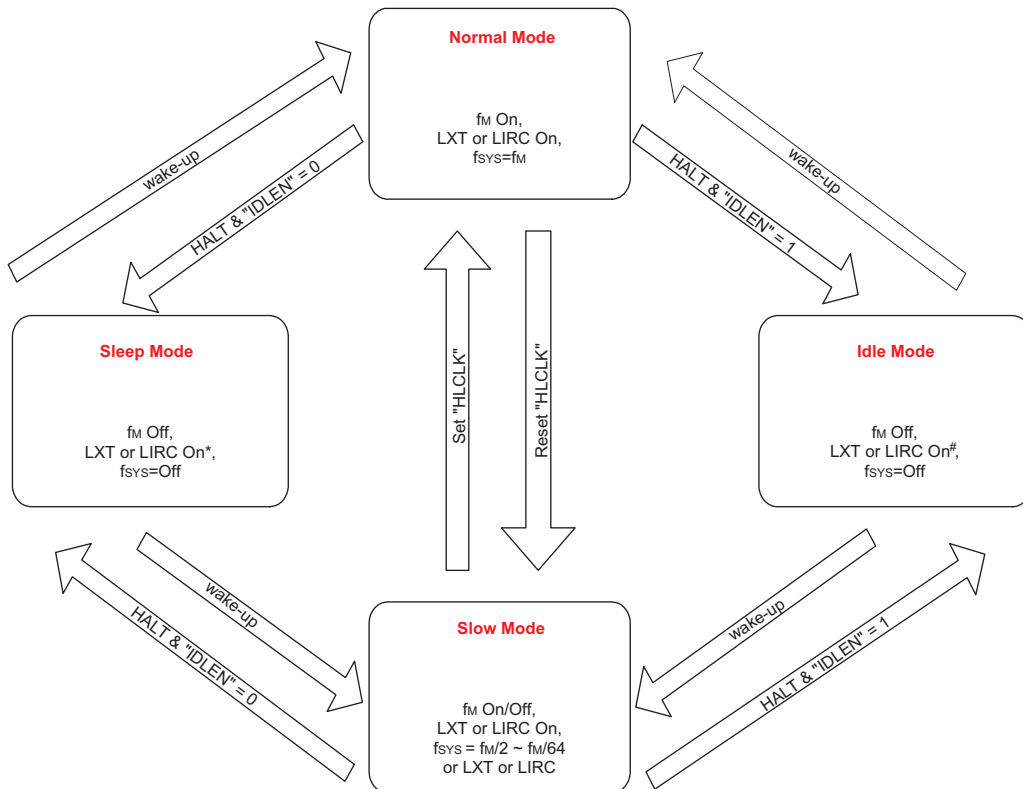 Normal Mode
fM On,
LXT or LIRC On,
fSYS=fM
wake-up
HALT & "IDLEN" = 0
HALT & "IDLEN" = 1
wake-up
Sleep Mode
fM Off,
LXT or LIRC On*,
fSYS=Off
Set "HLCLK"
Reset "HLCLK"
Idle Mode
fM Off,
LXT or LIRC On#,
fSYS=Off
wake-up
HALT & "IDLEN" = 0
wake-up
HALT & "IDLEN" = 1
Slow Mode
fM On/Off,
LXT or LIRC On,
fSYS = fM/2 ~ fM/64
or LXT or LIRC